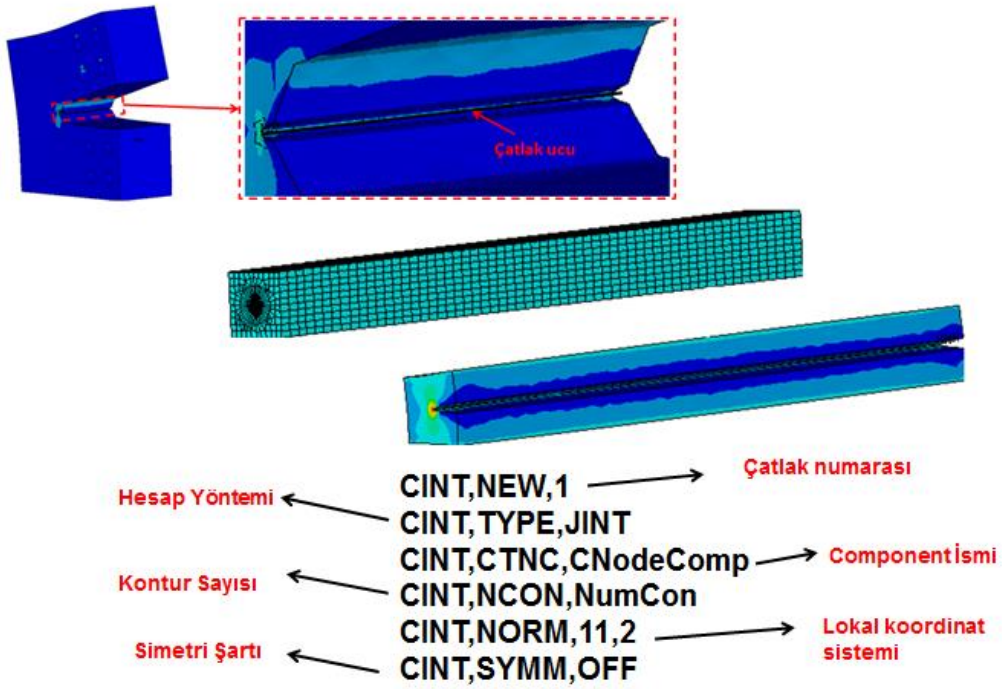 Çatlak ucu
CINT,NEW,1
Çatlak numarası
Hesap Yöntemi
CINT,TYPE,JINT
CINT,CTNC,CNodeComp
Component İsmi
Kontur Sayısı
CINT,NCON,NumCon
CINT,NORM,11,2
Lokal koordinat
sistemi
Simetri Şartı
CINT,SYMM,OFF